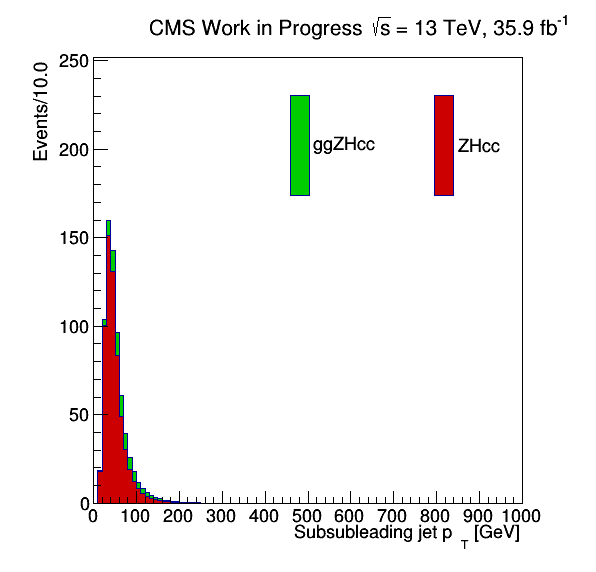 CMS Work in Progress √s = 13 TeV, 35.9 fb⁻¹
Events/10.0
250
200
150
100
50
0
ggZHcc
ZHcc
0 100 200 300 400 500 600 700 800 900 1000
Subsubleading jet p_T [GeV]